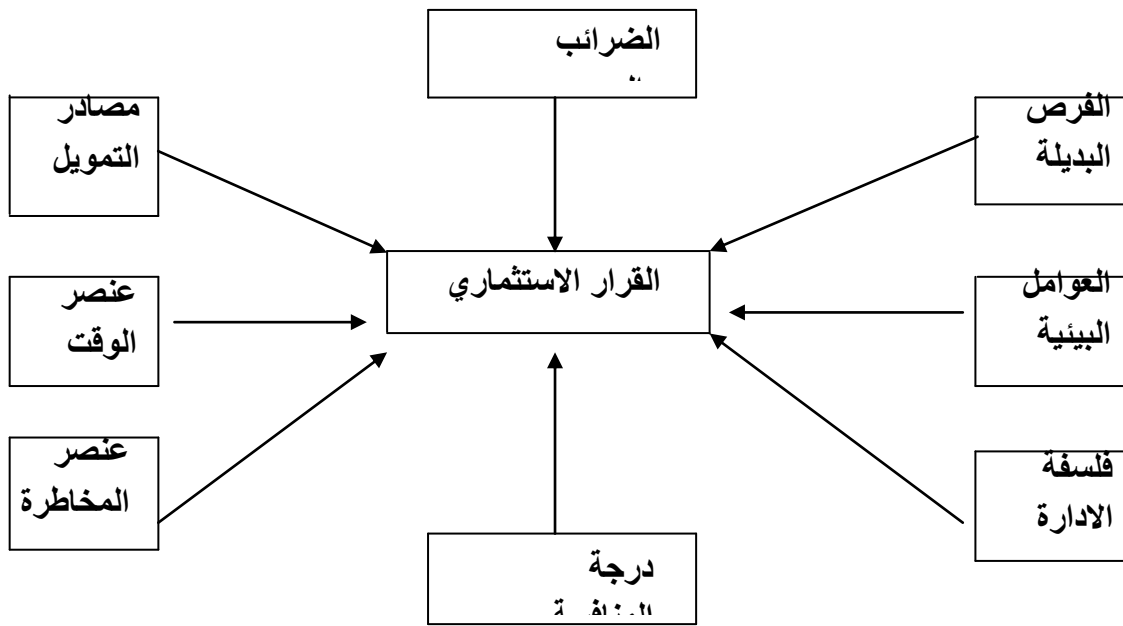 الضرائب
الفرص
البديلة
مصادر
التمويل
القرار الاستثماري
العوامل
البيئية
عنصر
الوقت
فلسفة
الادارة
عنصر
المخاطرة
درجة